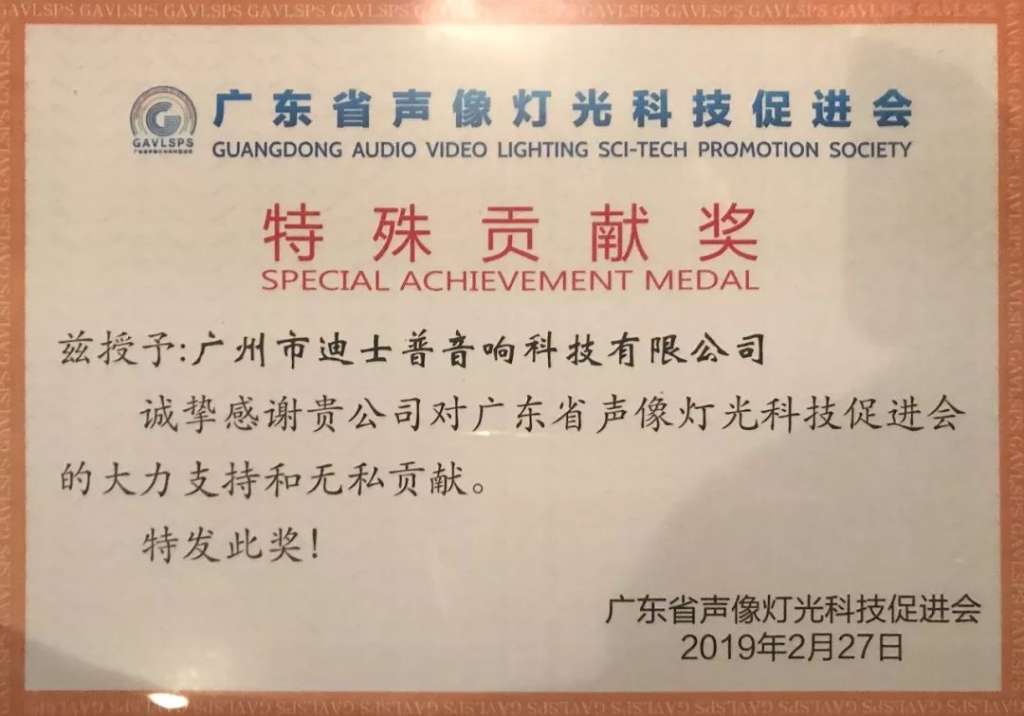 GAVLSPS GAVLSPS GAVLSPS GAVLSPS GAVLSPS GAVLSPS GAVLSPS GAVLSPS
广东省声像灯光科技促进会
GAVLSPS
GUANGDONG AUDIO VIDEO LIGHTING SCI-TECH PROMOTION SOCIETY
特殊贡献奖
SPECIAL ACHIEVEMENT MEDAL
兹授予:广州市迪士普音响科技有限公司
诚挚感谢贵公司对广东省声像灯光科技促进会
的大力支持和无私贡献。
特发此奖!
广东省声像灯光科技促进会
2019年2月27日